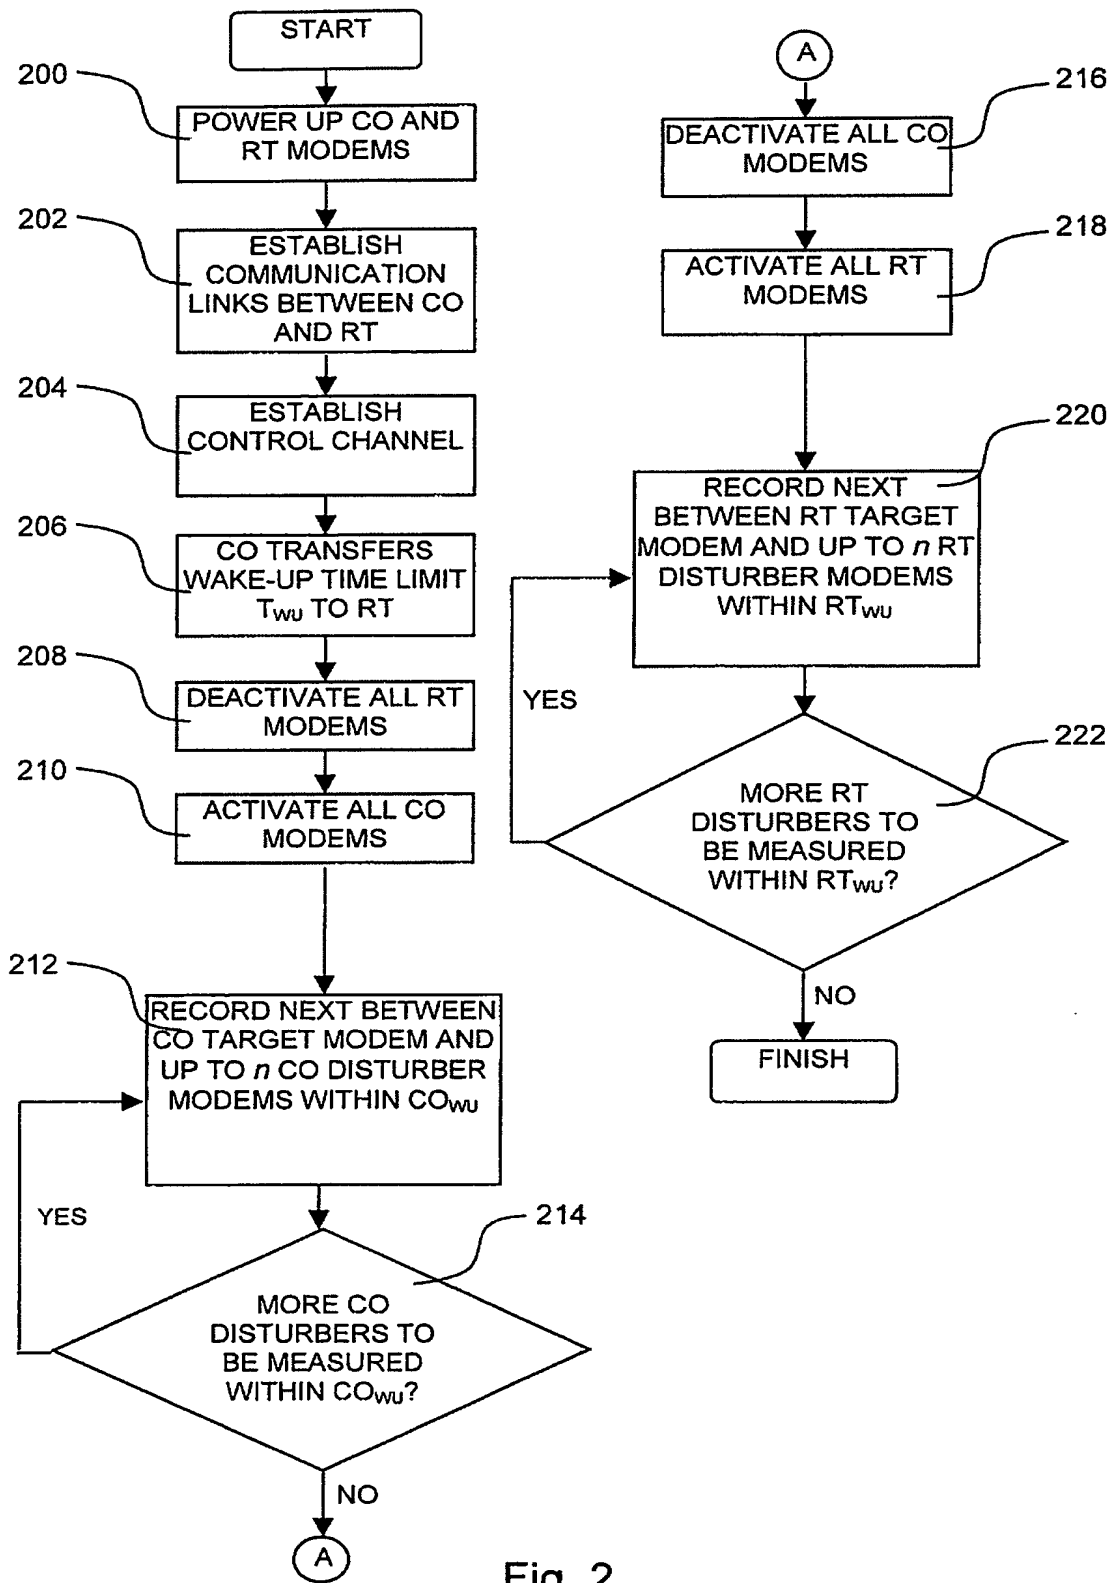 START
200
POWER UP CO AND
RT MODEMS
202
ESTABLISH
COMMUNICATION
LINKS BETWEEN CO
AND RT
204
ESTABLISH
CONTROL CHANNEL
206
CO TRANSFERS
WAKE-UP TIME LIMIT
TWU TO RT
208
DEACTIVATE ALL RT
MODEMS
210
ACTIVATE ALL CO
MODEMS
212
RECORD NEXT BETWEEN
CO TARGET MODEM AND
UP TO n CO DISTURBER
MODEMS WITHIN COWU
YES
214
MORE CO
DISTURBERS TO
BE MEASURED
WITHIN COWU?
NO
A
A
216
DEACTIVATE ALL CO
MODEMS
218
ACTIVATE ALL RT
MODEMS
220
RECORD NEXT
BETWEEN RT TARGET
MODEM AND UP TO n RT
DISTURBER MODEMS
WITHIN RTWU
YES
222
MORE RT
DISTURBERS TO
BE MEASURED
WITHIN RTWU?
NO
FINISH
Fig. 2